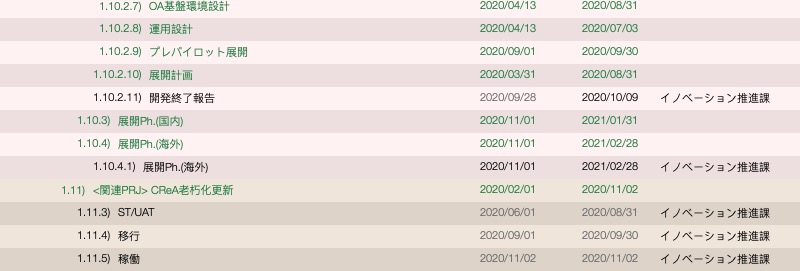 1.10.2.7) OA基盤環境設計 2020/04/13 2020/08/31
1.10.2.8) 運用設計 2020/04/13 2020/07/03
1.10.2.9) プレパイロット展開 2020/09/01 2020/09/30
1.10.2.10) 展開計画 2020/03/31 2020/08/31
1.10.2.11) 開発終了報告 2020/09/28 2020/10/09 イノベーション推進課
1.10.3) 展開Ph.(国内) 2020/11/01 2021/01/31
1.10.4) 展開Ph.(海外) 2020/11/01 2021/02/28
1.10.4.1) 展開Ph.(海外) 2020/11/01 2021/02/28 イノベーション推進課
1.11) <関連PRJ> CReA老朽化更新 2020/02/01 2020/11/02
1.11.3) ST/UAT 2020/06/01 2020/08/31 イノベーション推進課
1.11.4) 移行 2020/09/01 2020/09/30 イノベーション推進課
1.11.5) 稼働 2020/11/02 2020/11/02 イノベーション推進課